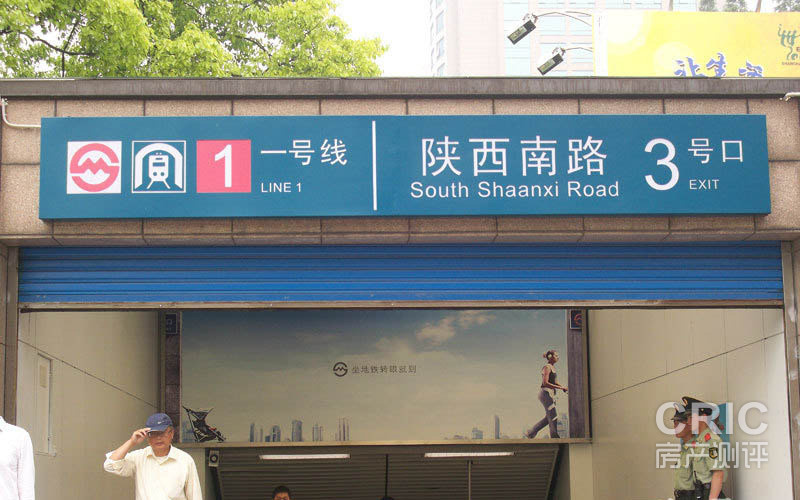 1
一号线
LINE 1
陕西南路
South Shaanxi Road
3
号口
EXIT
CRIC
房产测评